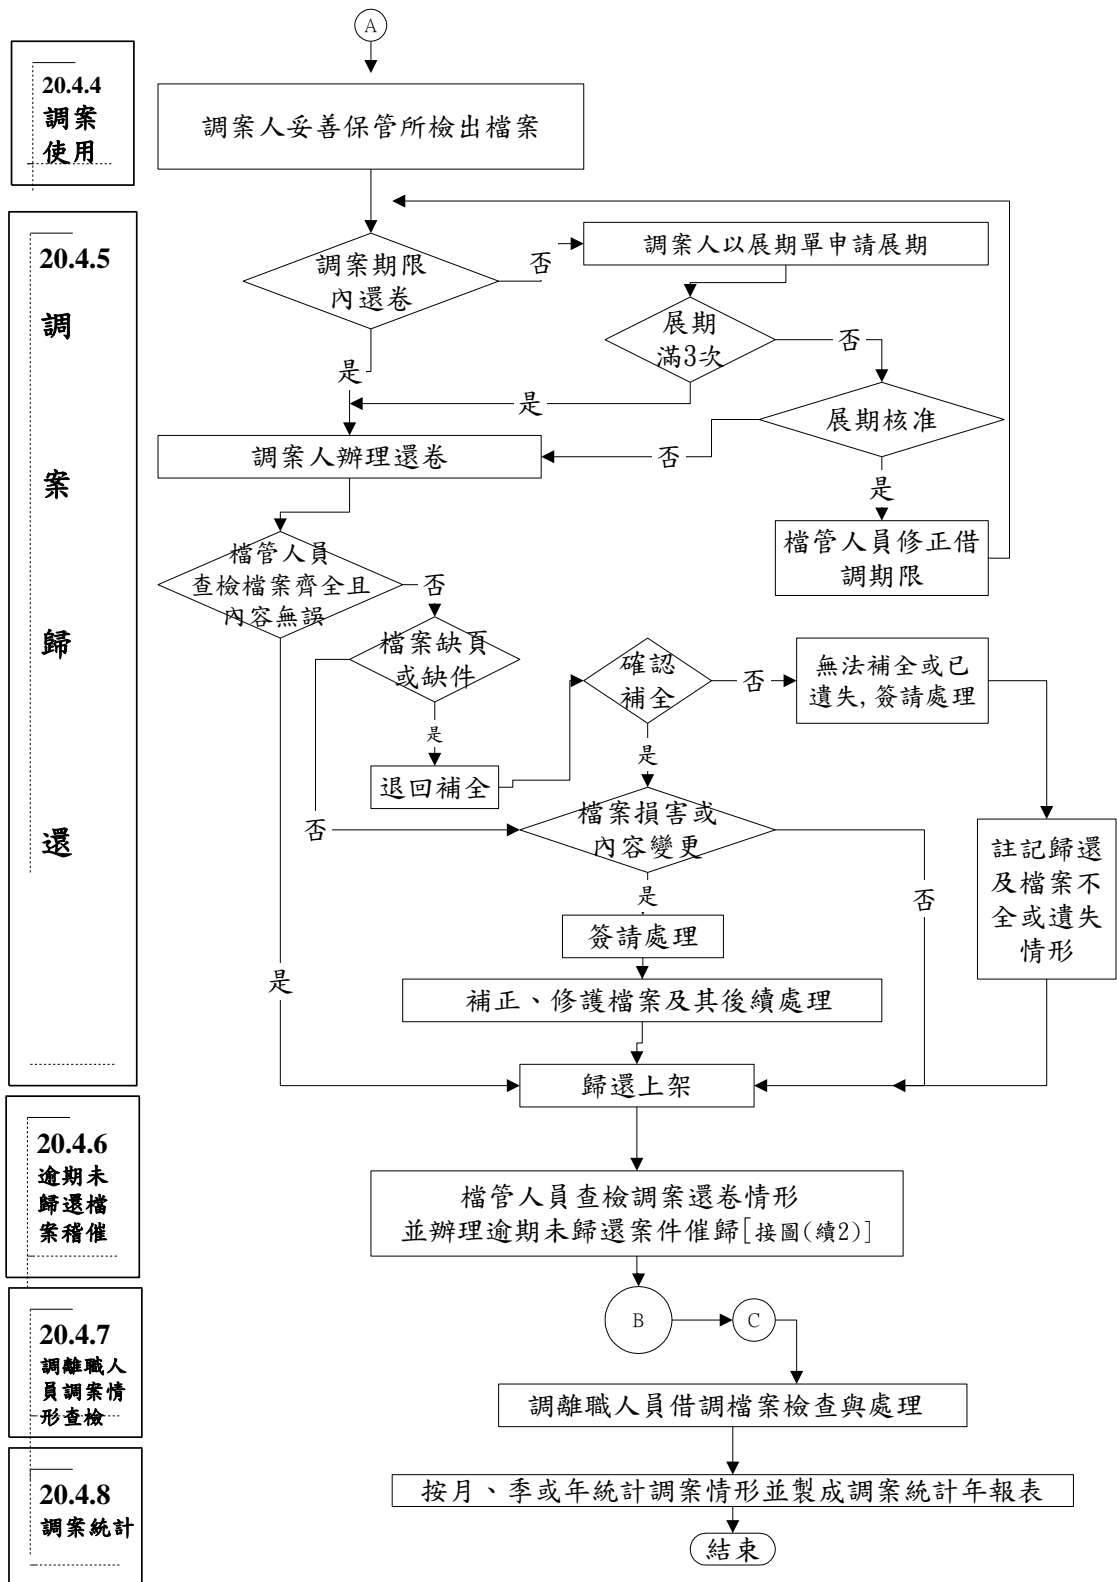 A
20.4.4
調案
使用
調案人妥善保管所檢出檔案
20.4.5
調
案
歸
還
調案期限
內還卷
否
調案人以展期單申請展期
展期
滿3次
否
是
是
展期核准
調案人辦理還卷
否
是
檔管人員修正借
調期限
檔管人員
查檢檔案齊全且
內容無誤
否
檔案缺頁
或缺件
確認
補全
否
無法補全或已
遺失,簽請處理
是
是
退回補全
檔案損害或
內容變更
否
註記歸還
及檔案不
全或遺失
情形
是
否
簽請處理
是
補正、修護檔案及其後續處理
歸還上架
20.4.6
逾期未
歸還檔
案稽催
檔管人員查檢調案還卷情形
並辦理逾期未歸還案件催歸[接圖(續2)]
B
C
20.4.7
調離職人
員調案情
形查檢
調離職人員借調檔案檢查與處理
20.4.8
調案統計
按月、季或年統計調案情形並製成調案統計年報表
結束